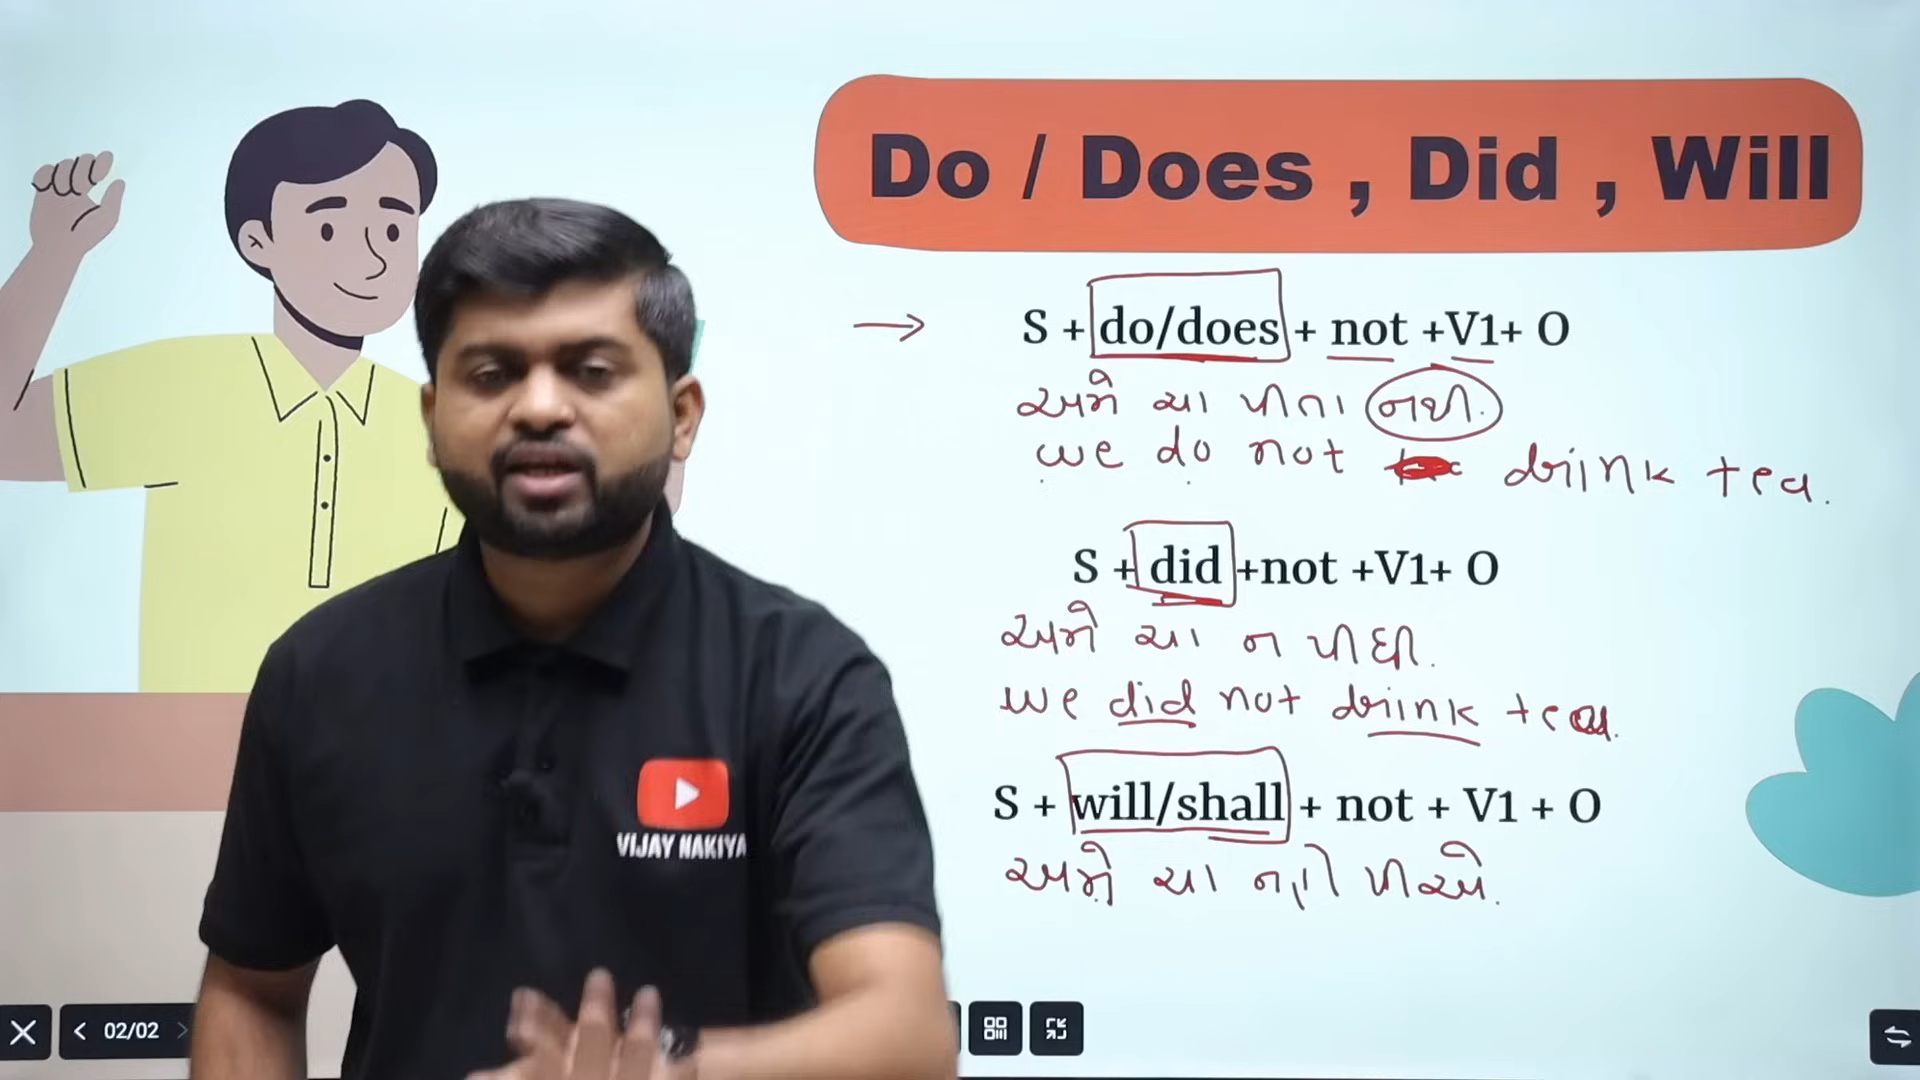 Do / Does , Did , Will
S + do/does + not +V1+ O
અમે ચા પીતા નથી.
we do not drink tea.
S + did +not +V1+ O
અમે ચા ન પીધી.
we did not drink tea.
S + will/shall + not + V1 + O
અમે ચા નહી પીયે.
VIJAY NAKIYA
02/02